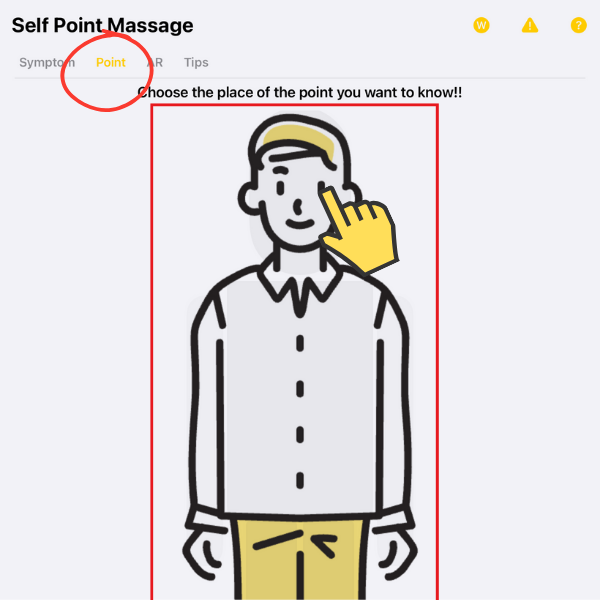 Self Point Massage
W ! ?
Symptom Point AR Tips
Choose the place of the point you want to know!!